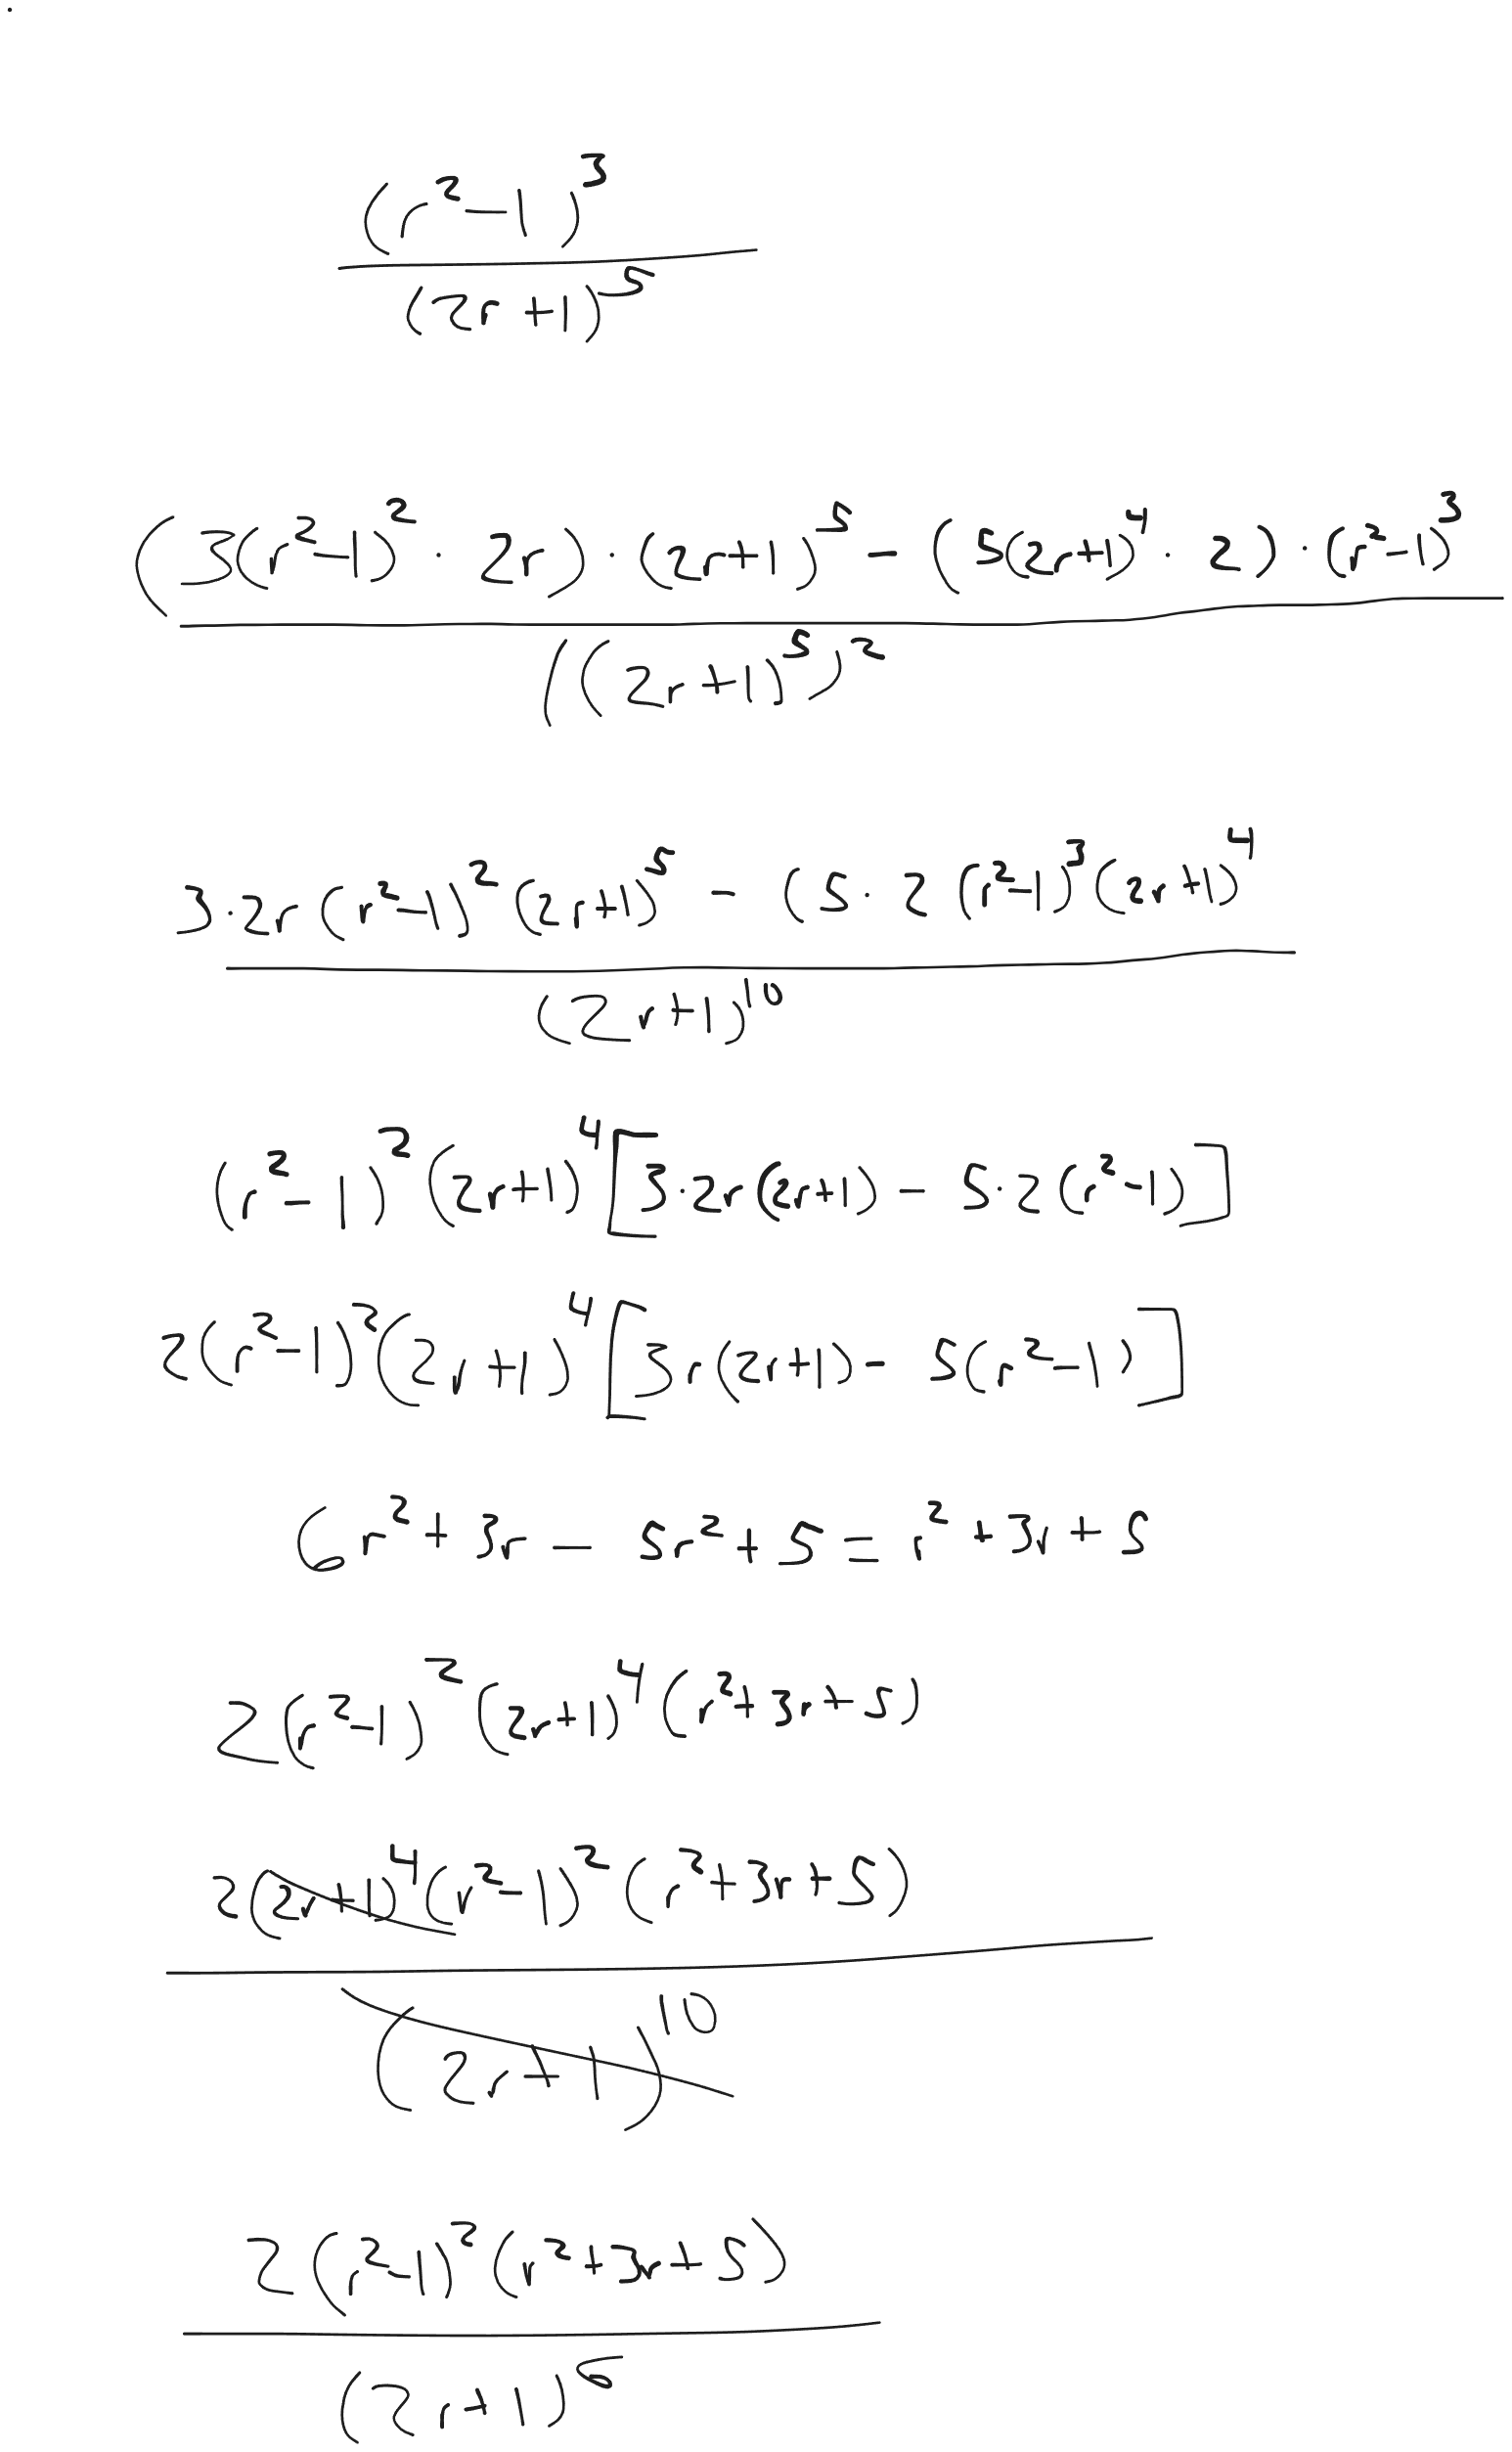 (r²-1)³
(2r+1)⁵
(3(r²-1)² · 2r) · (2r+1)⁵ - (5(2r+1)⁴ · 2) · (r²-1)³
((2r+1)⁵)²
3·2r(r²-1)²(2r+1)⁵ - (5·2(r²-1)³(2r+1)⁴
(2r+1)¹⁰
(r²-1)²(2r+1)⁴[3·2r(2r+1) - 5·2(r²-1)]
2(r²-1)²(2r+1)⁴[3r(2r+1) - 5(r²-1)]
6r² + 3r - 5r² + 5 = r² + 3r + 5
2(r²-1)²(2r+1)⁴(r²+3r+5)
2(2r+1)⁴(r²-1)²(r²+3r+5)
(2r+1)¹⁰
2(r²-1)²(r²+3r+5)
(2r+1)⁶